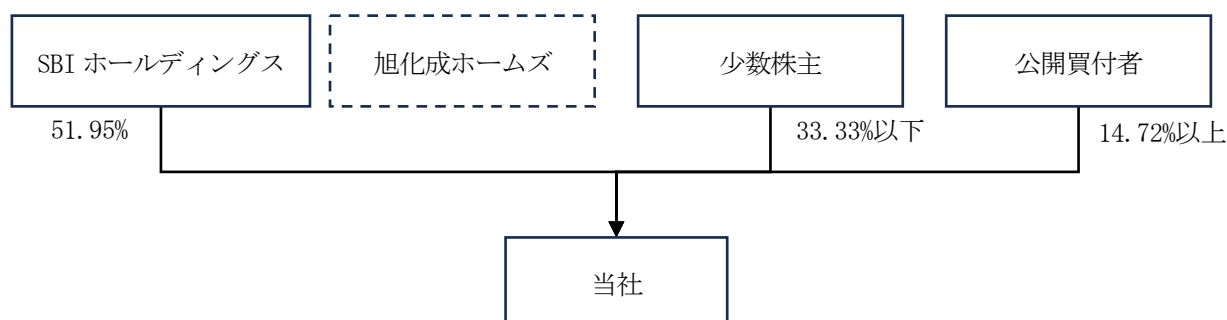 SBI ホールディングス
旭化成ホームズ
少数株主
公開買付者
51.95%
33.33%以下
14.72%以上
当社